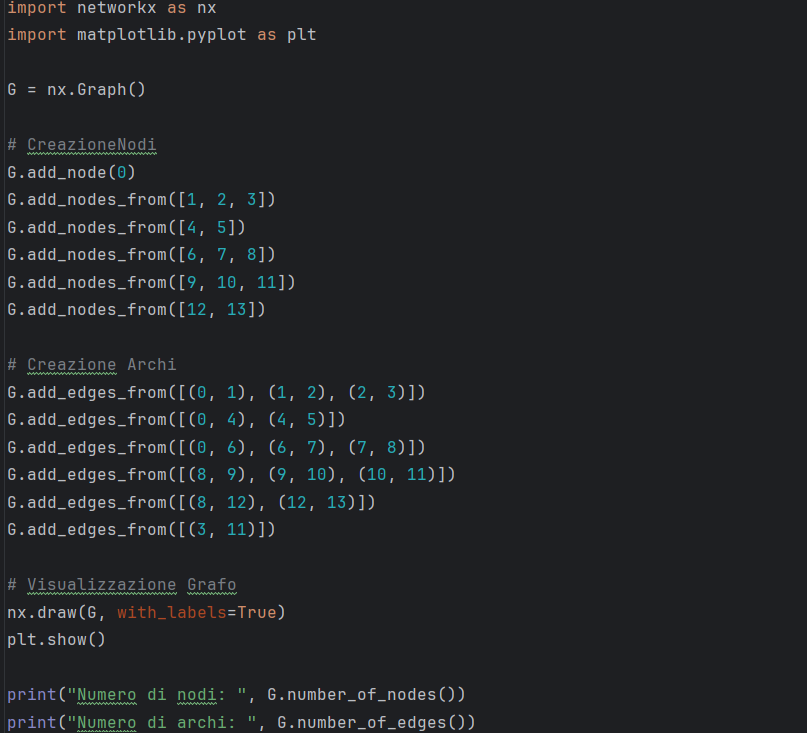 import networkx as nx
import matplotlib.pyplot as plt
G = nx.Graph()
# CreazioneNodi
G.add_node(0)
G.add_nodes_from([1, 2, 3])
G.add_nodes_from([4, 5])
G.add_nodes_from([6, 7, 8])
G.add_nodes_from([9, 10, 11])
G.add_nodes_from([12, 13])
# Creazione Archi
G.add_edges_from([(0, 1), (1, 2), (2, 3)])
G.add_edges_from([(0, 4), (4, 5)])
G.add_edges_from([(0, 6), (6, 7), (7, 8)])
G.add_edges_from([(8, 9), (9, 10), (10, 11)])
G.add_edges_from([(8, 12), (12, 13)])
G.add_edges_from([(3, 11)])
# Visualizzazione Grafo
nx.draw(G, with_labels=True)
plt.show()
print("Numero di nodi: ", G.number_of_nodes())
print("Numero di archi: ", G.number_of_edges())